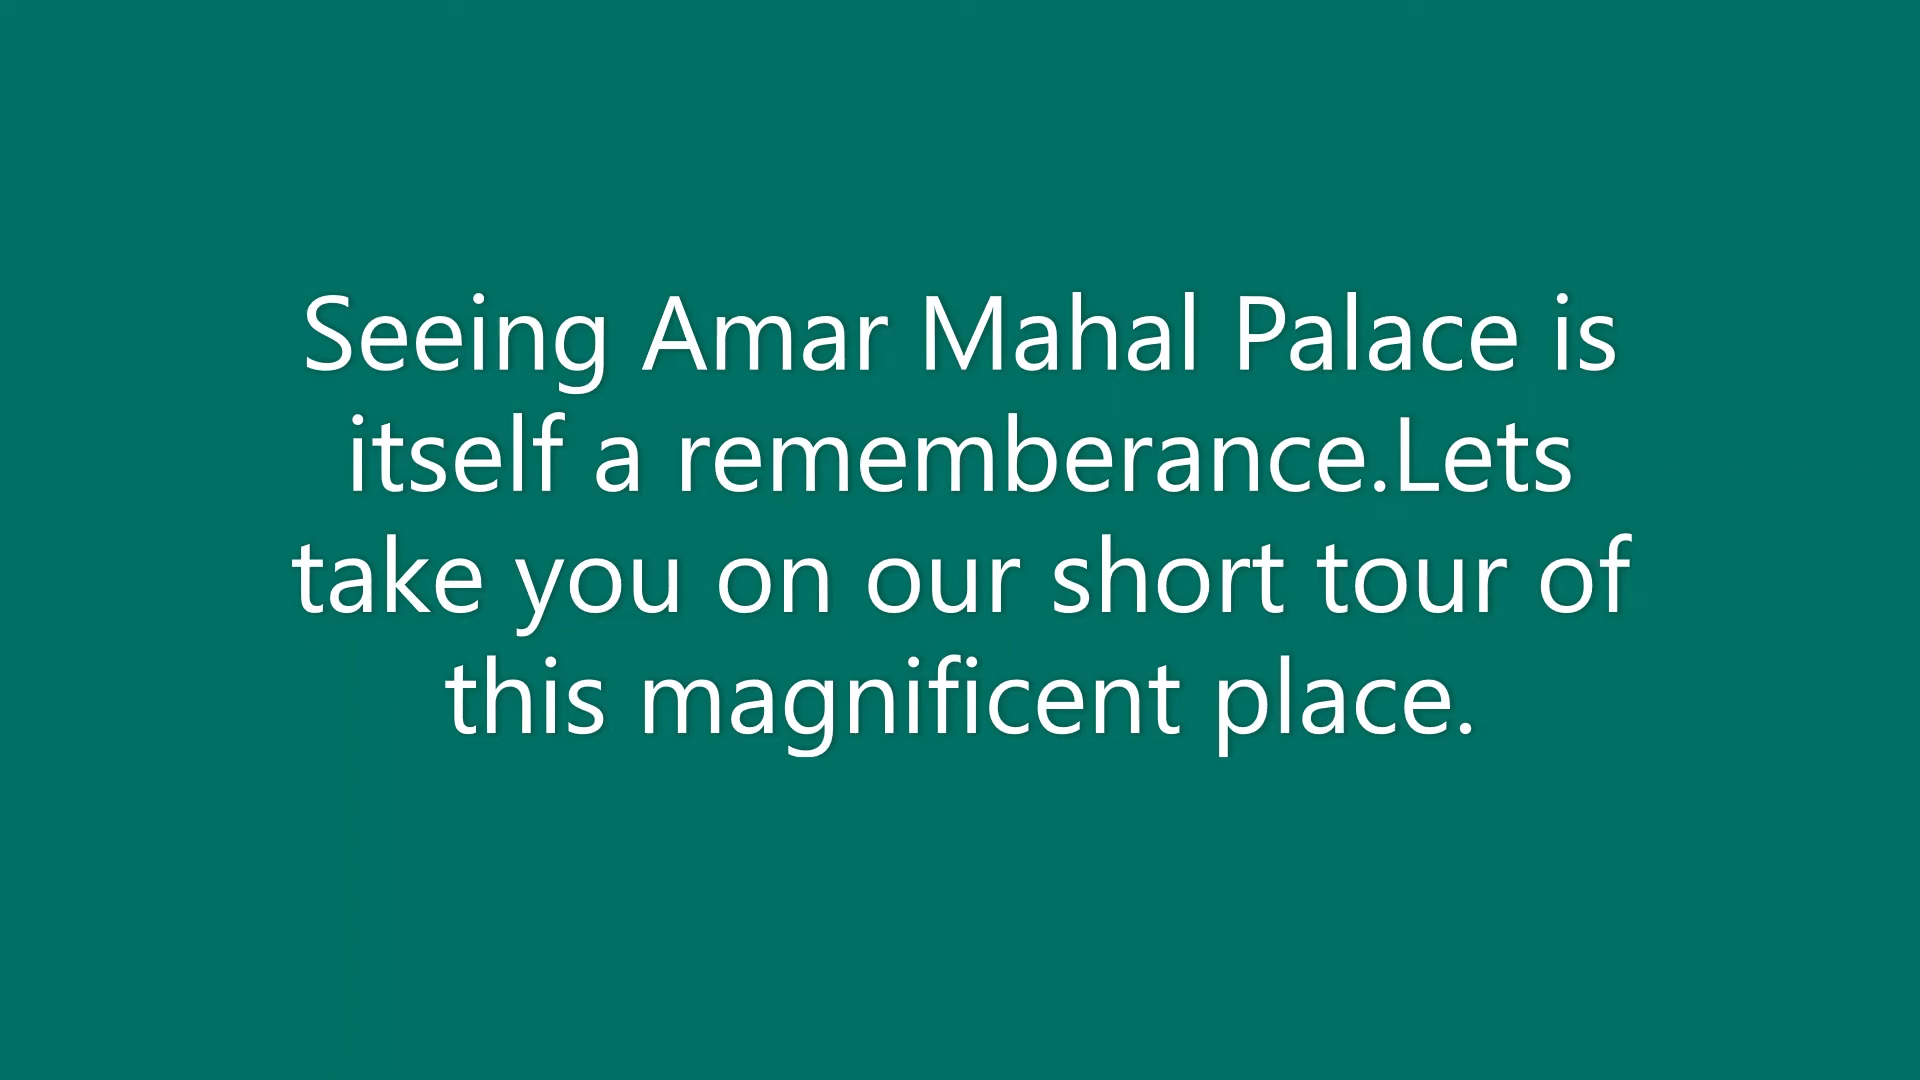 Seeing Amar Mahal Palace is
itself a rememberance.Lets
take you on our short tour of
this magnificent place.